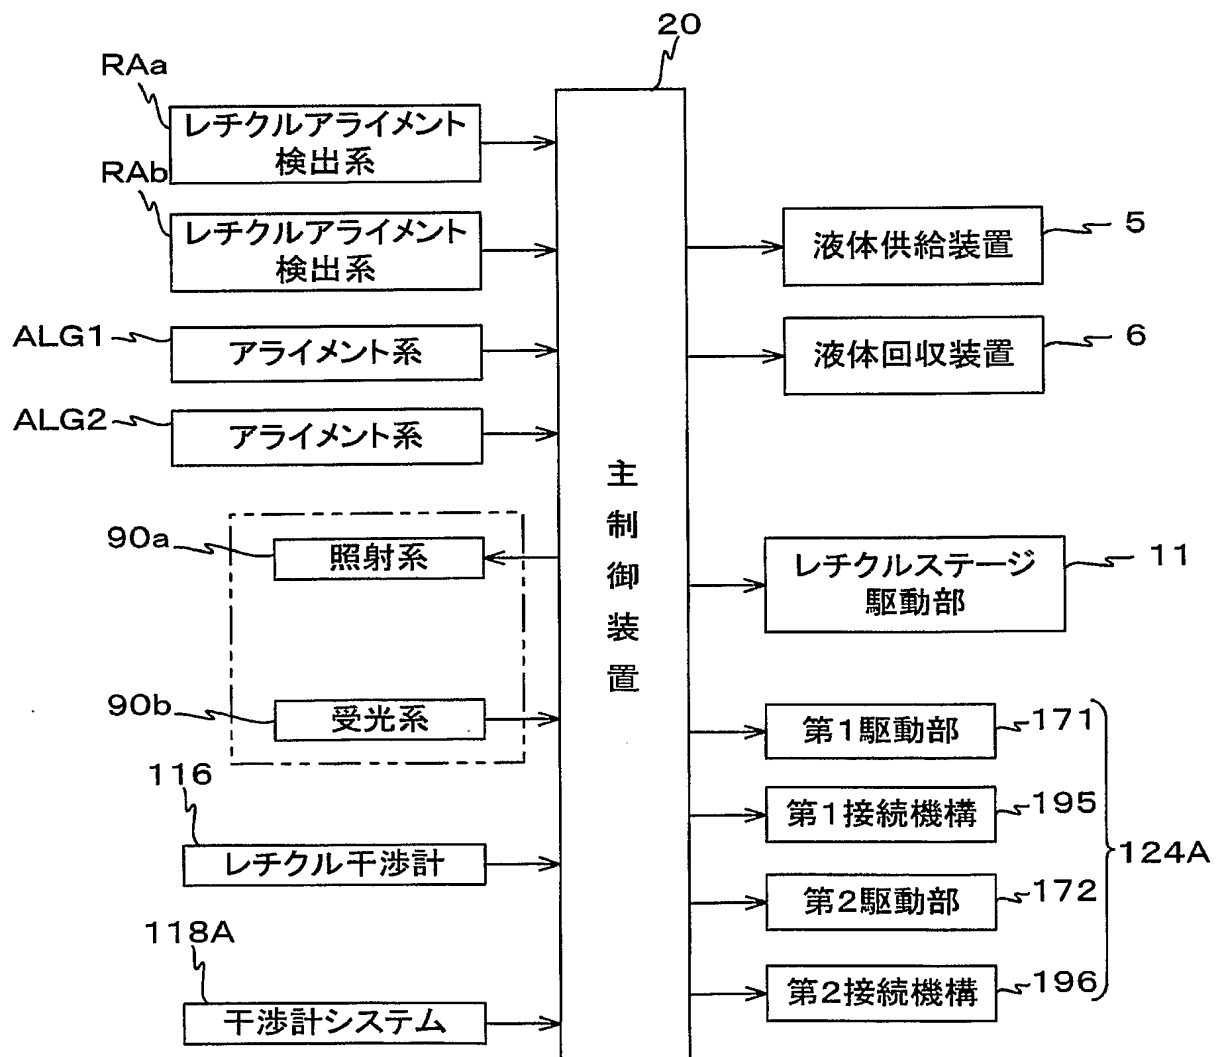 20
RAa
レチクルアライメント
検出系
RAb
レチクルアライメント
検出系
ALG1
アライメント系
ALG2
アライメント系
90a
照射系
90b
受光系
116
レチクル干渉計
118A
干渉計システム
主制御装置
液体供給装置
5
液体回収装置
6
レチクルステージ
駆動部
11
第1駆動部
171
第1接続機構
195
第2駆動部
172
第2接続機構
196
124A